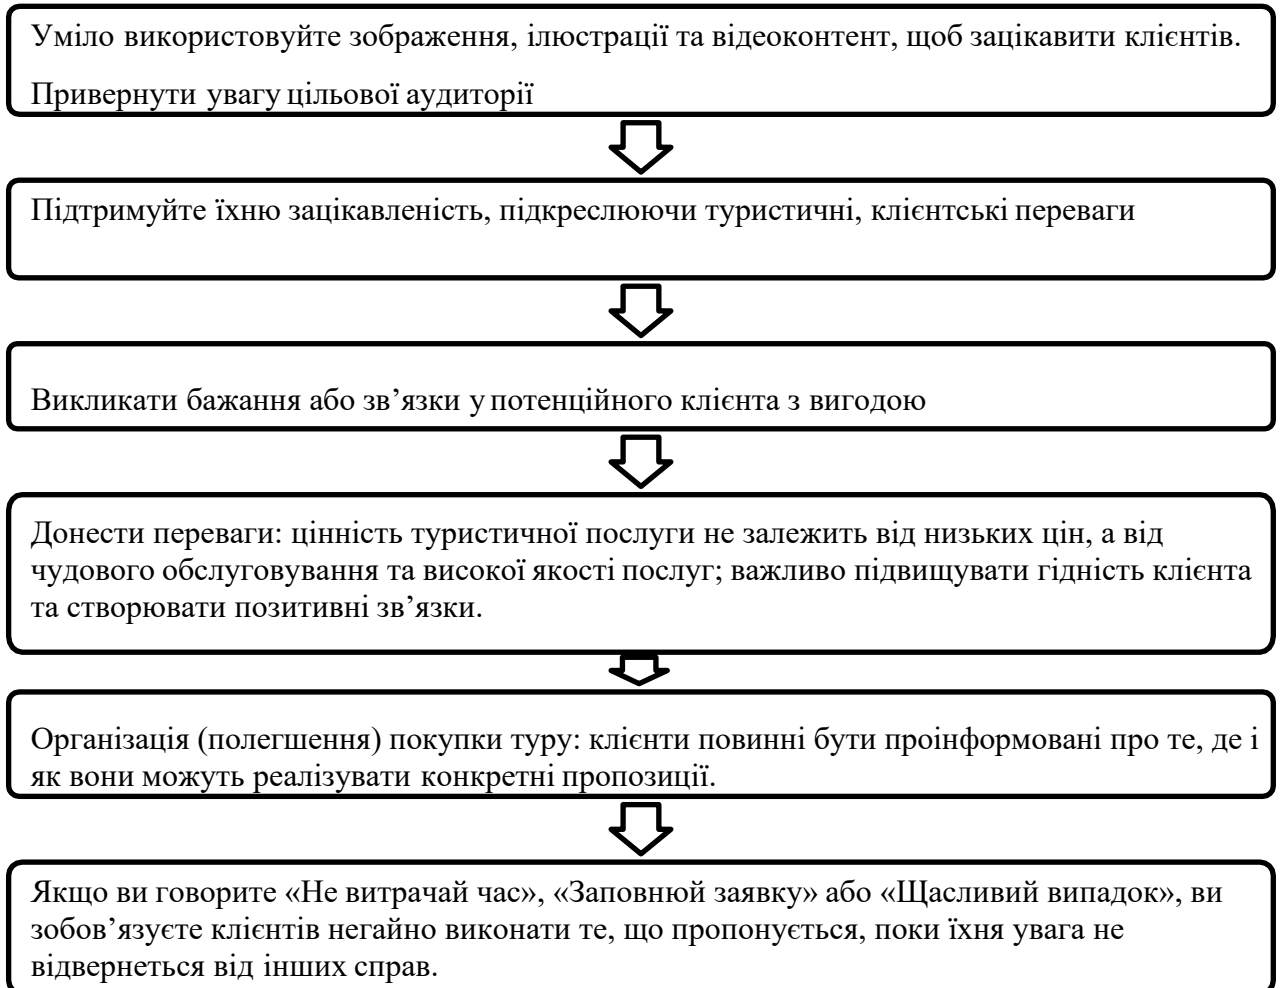 Уміло використовуйте зображення, ілюстрації та відеоконтент, щоб зацікавити клієнтів.
Привернути увагу цільової аудиторії
Підтримуйте їхню зацікавленість, підкреслюючи туристичні, клієнтські переваги
Викликати бажання або зв’язки у потенційного клієнта з вигодою
Донести переваги: цінність туристичної послуги не залежить від низьких цін, а від
чудового обслуговування та високої якості послуг; важливо підвищувати гідність клієнта
та створювати позитивні зв’язки.
Організація (полегшення) покупки туру: клієнти повинні бути проінформовані про те, де і
як вони можуть реалізувати конкретні пропозиції.
Якщо ви говорите «Не витрачай час», «Заповнюй заявку» або «Щасливий випадок», ви
зобов’язуєте клієнтів негайно виконати те, що пропонується, поки їхня увага не
відвернеться від інших справ.